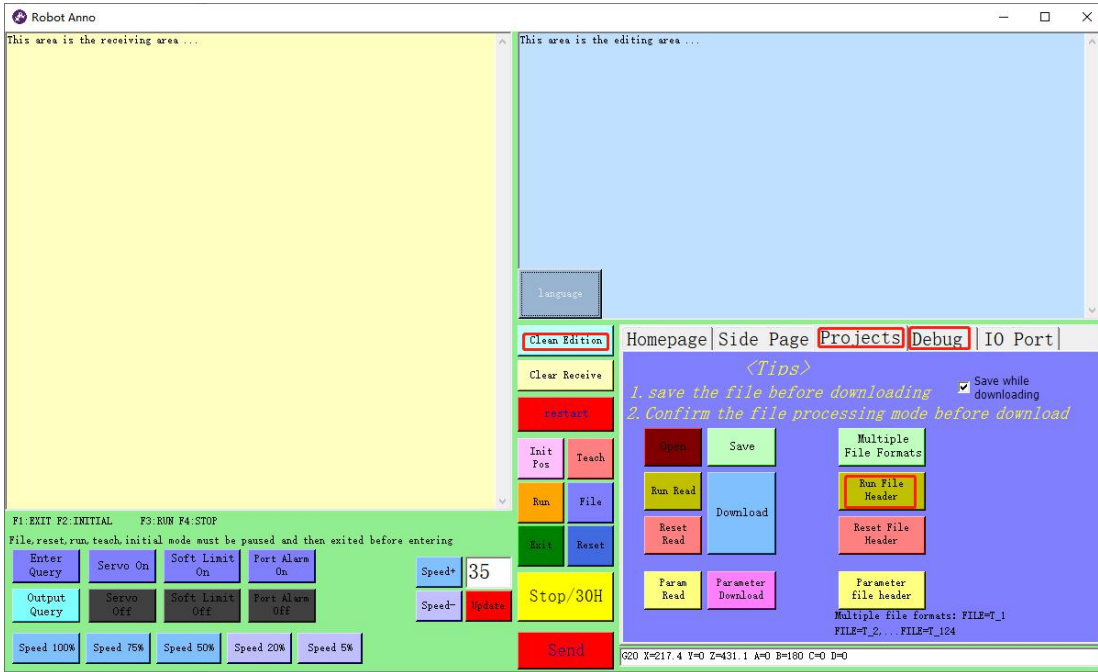 Robot Anno
This area is the receiving area ...
This area is the editing area ...
language
Clean Edition
Clear Receive
restart
Init
Pos
Teach
Run
File
Exit
Reset
Stop/30H
Send
Homepage
Side Page
Projects
Debug
IO Port
<Tips>
1. save the file before downloading
2. Confirm the file processing mode before download
Save while
downloading
Open
Save
Multiple
File Formats
Run Read
Download
Run File
Header
Reset
Read
Reset File
Header
Param
Read
Parameter
Download
Parameter
file header
Multiple file formats: FILE=T_1
FILE=T_2,...FILE=T_124
G20 X=217.4 Y=0 Z=431.1 A=0 B=180 C=0 D=0
F1:EXIT F2:INITIAL F3:RUN F4:STOP
File,reset,run,teach,initial mode must be paused and then exited before entering
Enter
Query
Servo On
Soft Limit
On
Port Alarm
On
Speed+
35
Output
Query
Servo
Off
Soft Limit
Off
Port Alarm
Off
Speed-
Update
Speed 100%
Speed 75%
Speed 50%
Speed 20%
Speed 5%